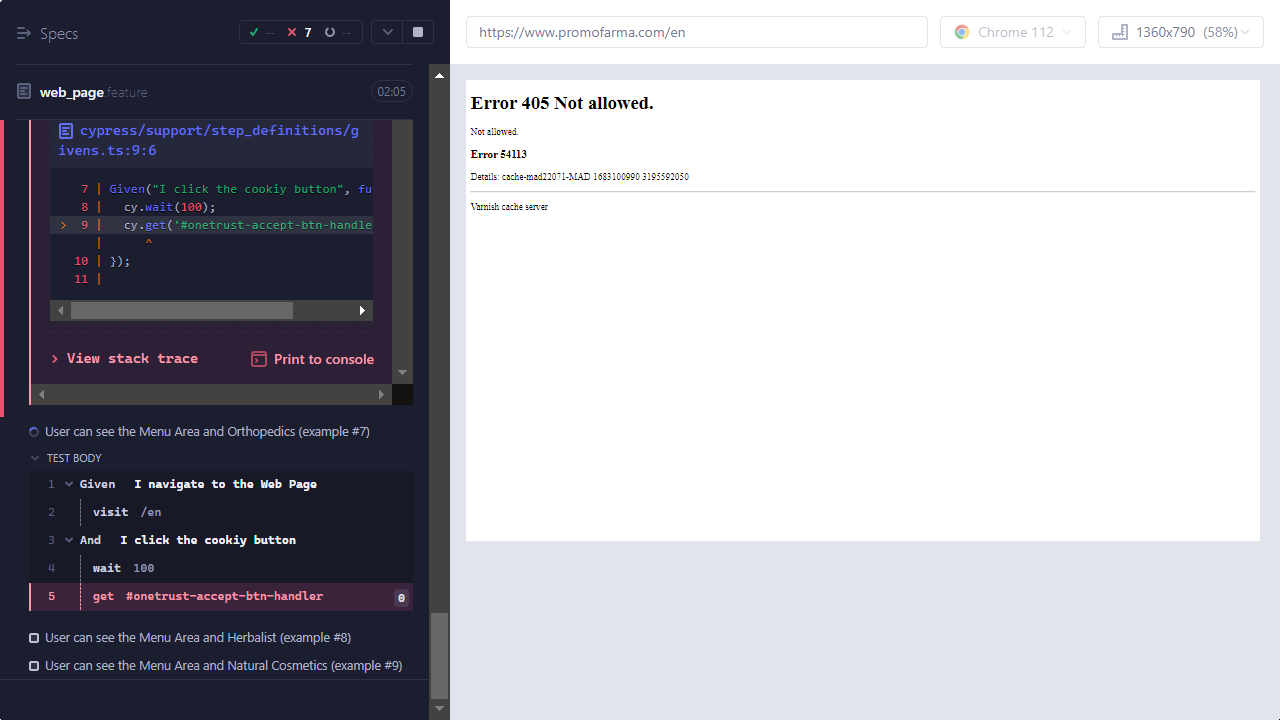 Specs
-- 7 --
web_page.feature
02:05
cypress/support/step_definitions/g
ivens.ts:9:6
7 | Given("I click the cookiy button", fu
8 | cy.wait(100);
> 9 | cy.get('#onetrust-accept-btn-handle
| ^
10 | });
11 |
View stack trace
Print to console
User can see the Menu Area and Orthopedics (example #7)
TEST BODY
1 Given I navigate to the Web Page
2 visit /en
3 And I click the cookiy button
4 wait 100
5 get #onetrust-accept-btn-handler 0
User can see the Menu Area and Herbalist (example #8)
User can see the Menu Area and Natural Cosmetics (example #9)
https://www.promofarma.com/en
Chrome 112
1360x790 (58%)
Error 405 Not allowed.
Not allowed.
Error 54113
Details: cache-mad22071-MAD 1683100990 3195592050
Varnish cache server